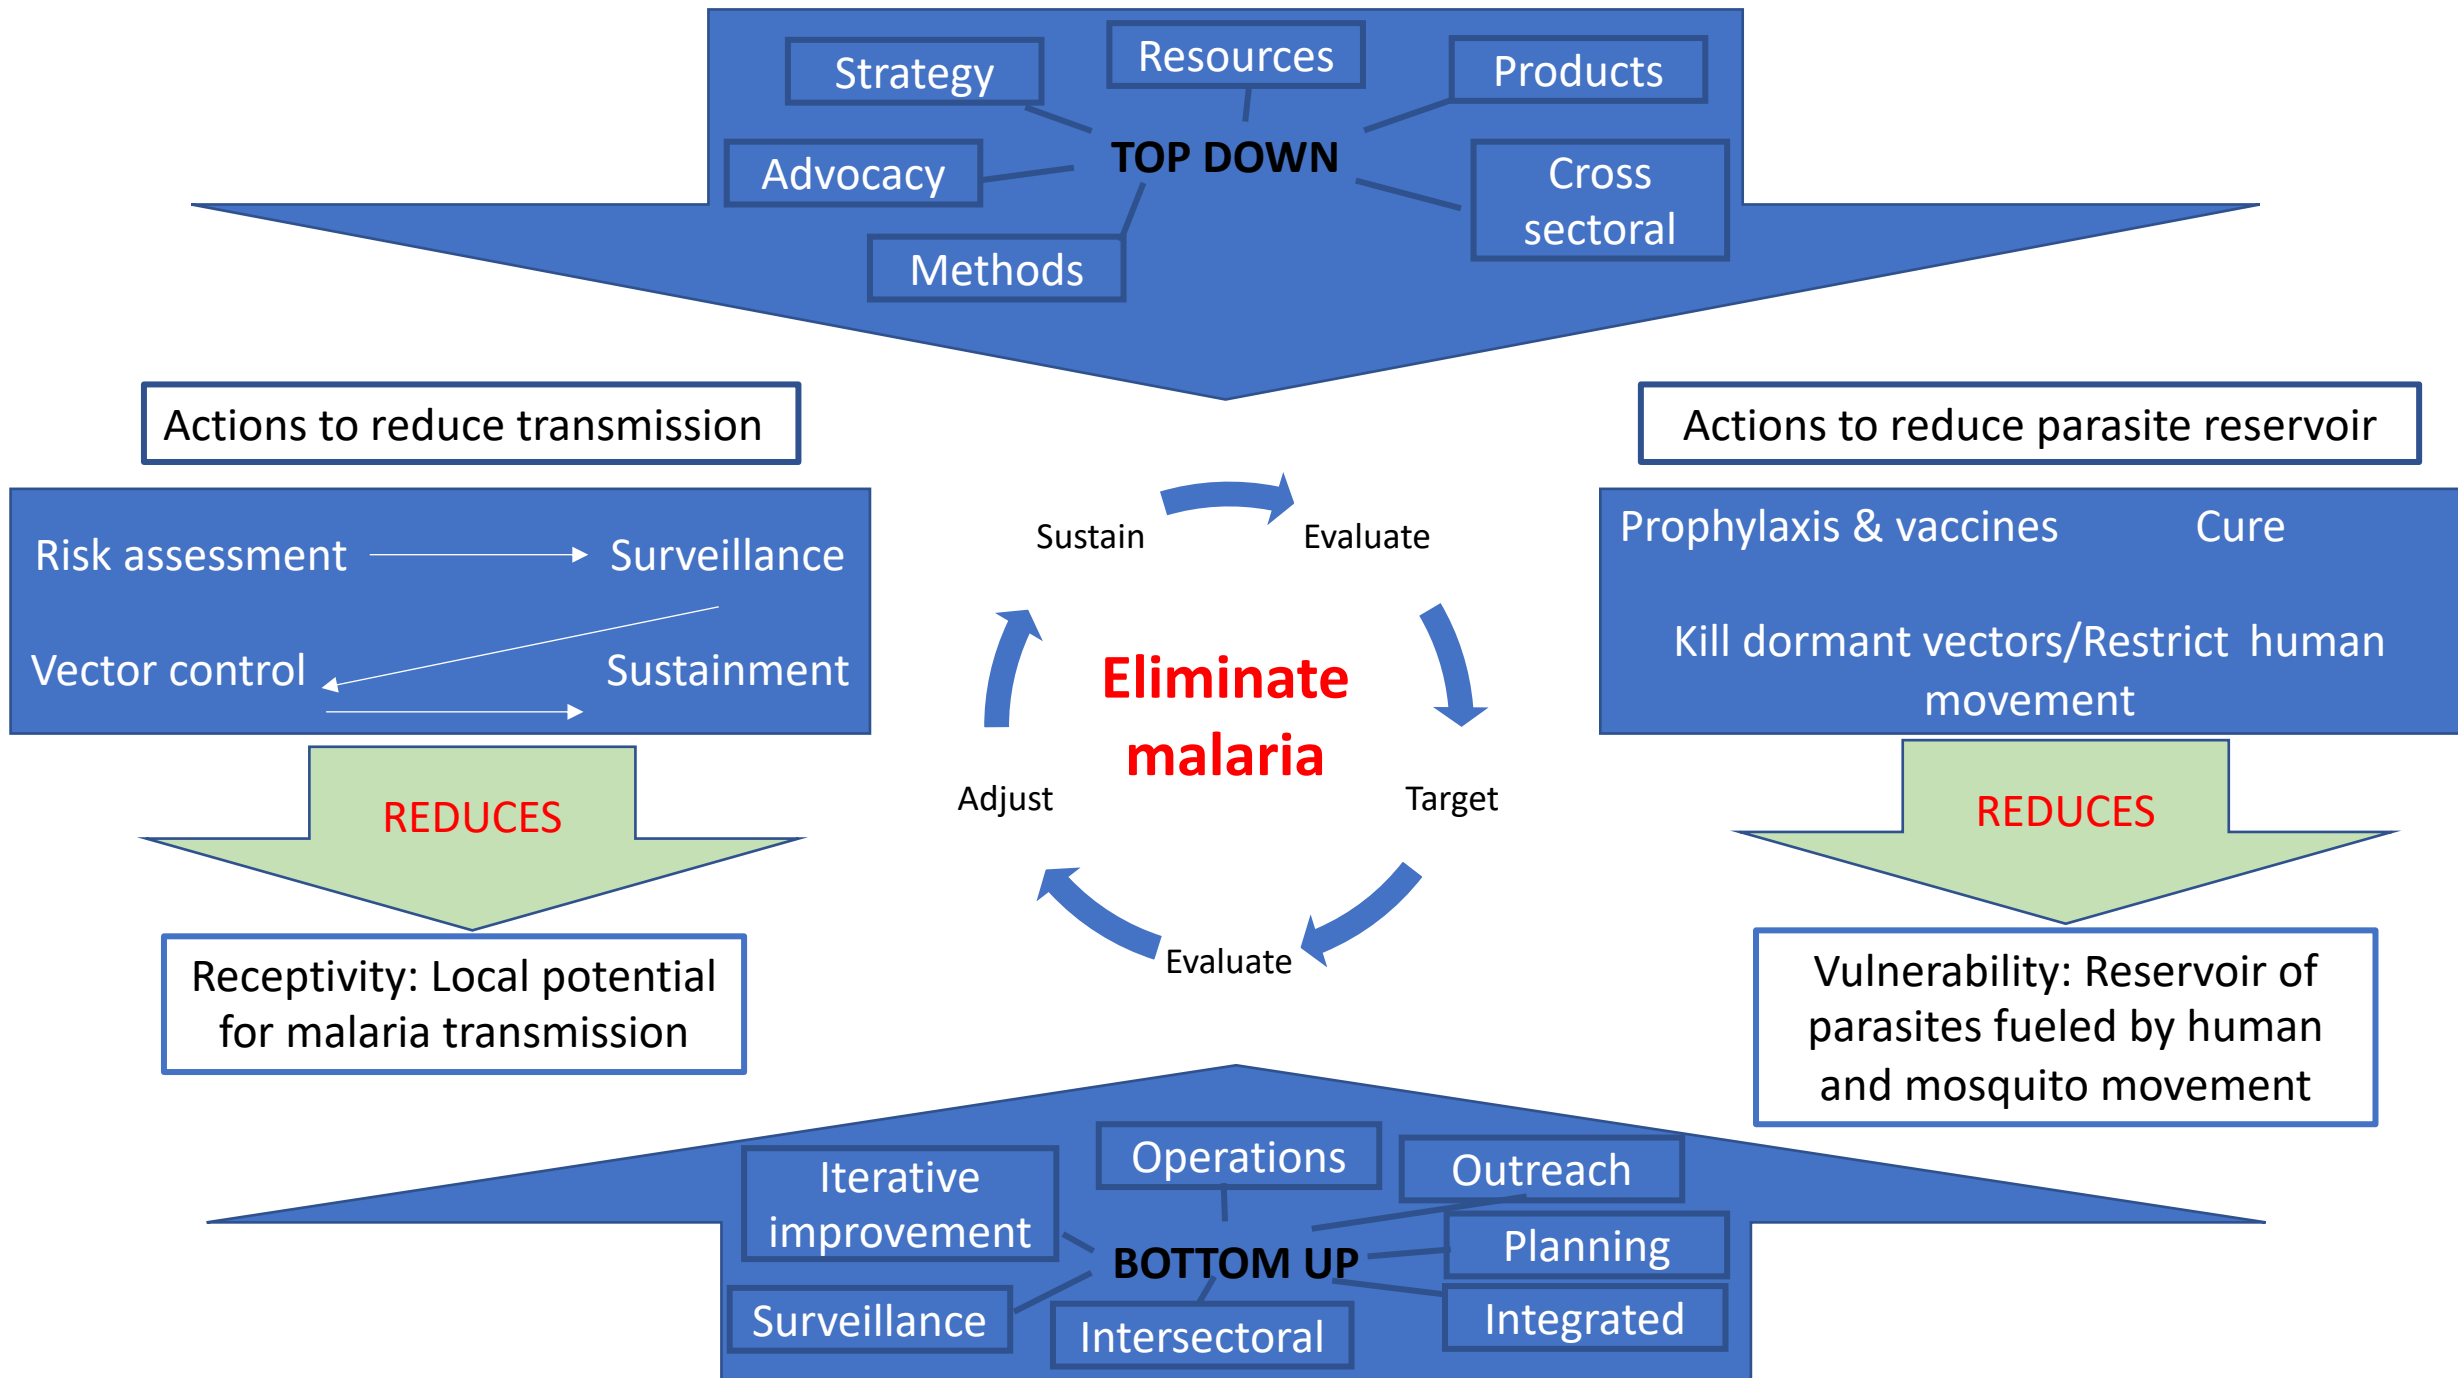 Strategy
Resources
Products
TOP DOWN
Advocacy
Cross
sectoral
Methods
Actions to reduce transmission
Actions to reduce parasite reservoir
Risk assessment
Surveillance
Vector control
Sustainment
Sustain
Evaluate
Target
Evaluate
Adjust
Eliminate
malaria
Prophylaxis & vaccines
Cure
Kill dormant vectors/Restrict human
movement
REDUCES
REDUCES
Receptivity: Local potential
for malaria transmission
Vulnerability: Reservoir of
parasites fueled by human
and mosquito movement
Iterative
improvement
Operations
Outreach
BOTTOM UP
Planning
Surveillance
Intersectoral
Integrated